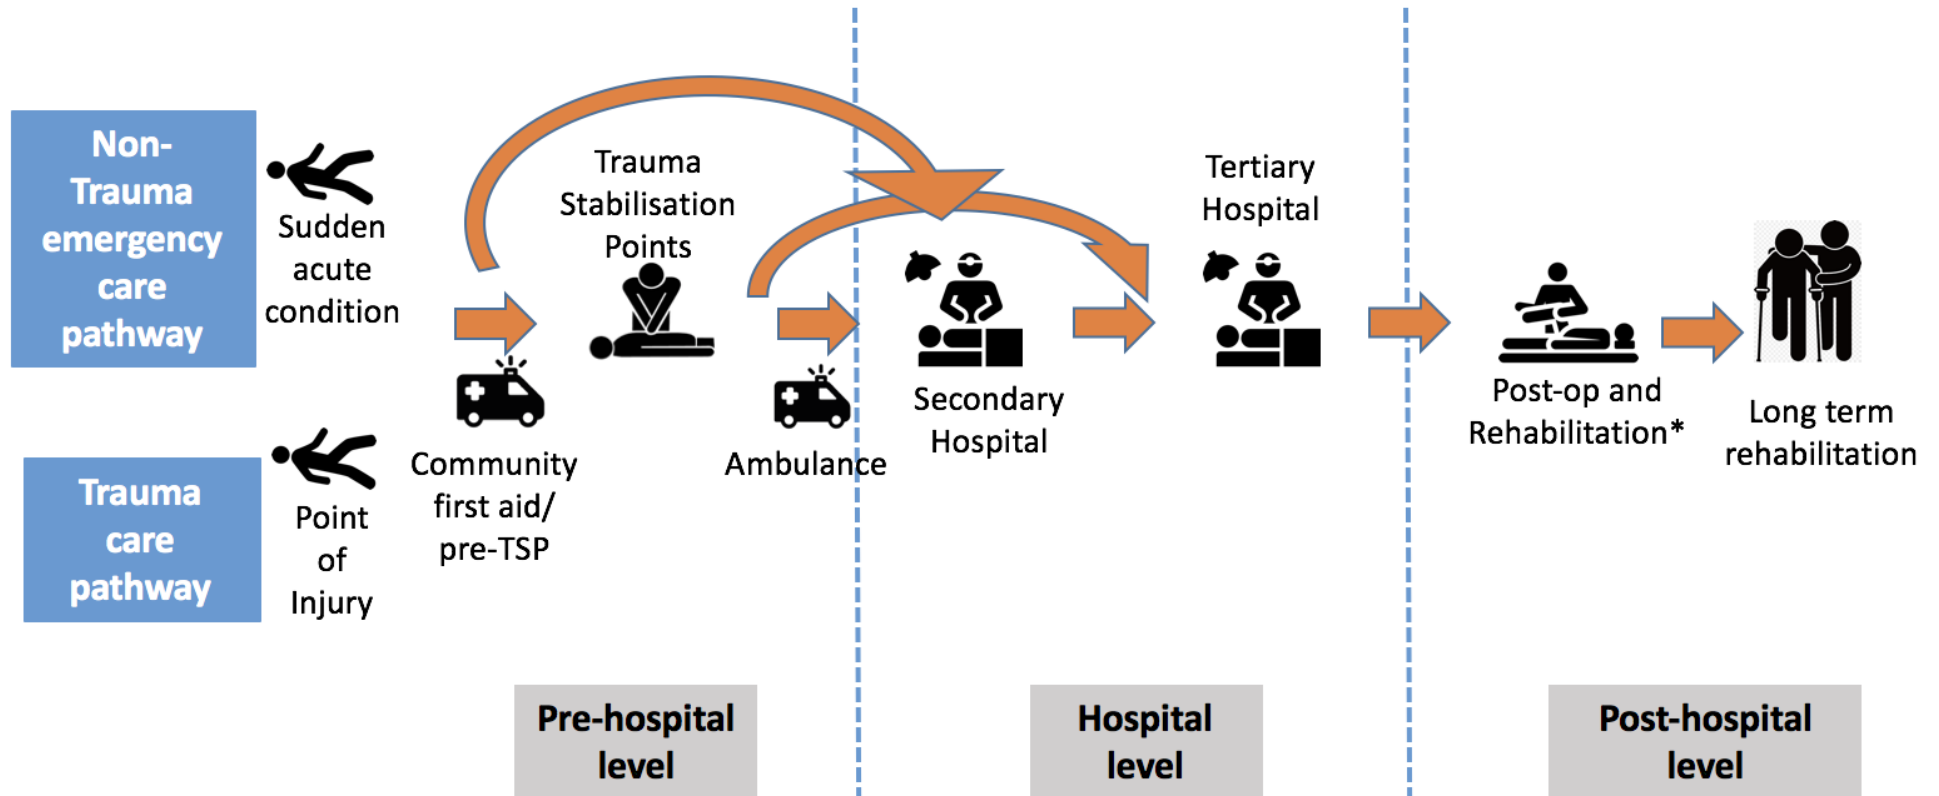 Non-
Trauma
emergency
care
pathway
Sudden
acute
condition
Trauma
care
pathway
Point
of
Injury
Community
first aid/
pre-TSP
Trauma
Stabilisation
Points
Ambulance
Secondary
Hospital
Tertiary
Hospital
Post-op and
Rehabilitation*
Long term
rehabilitation
Pre-hospital
level
Hospital
level
Post-hospital
level